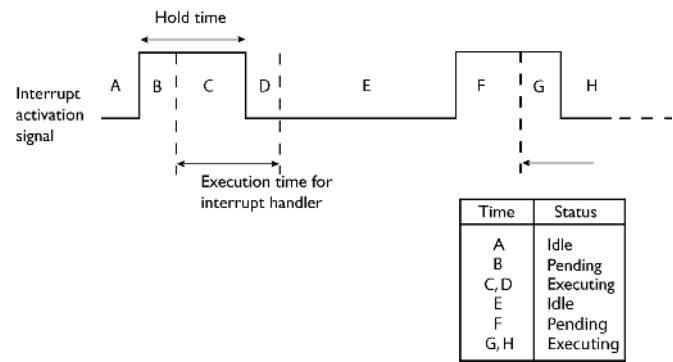 Hold time
A B C D E F G H
Interrupt
activation
signal
Execution time for
interrupt handler
Time Status
A Idle
B Pending
C, D Executing
E Idle
F Pending
G, H Executing